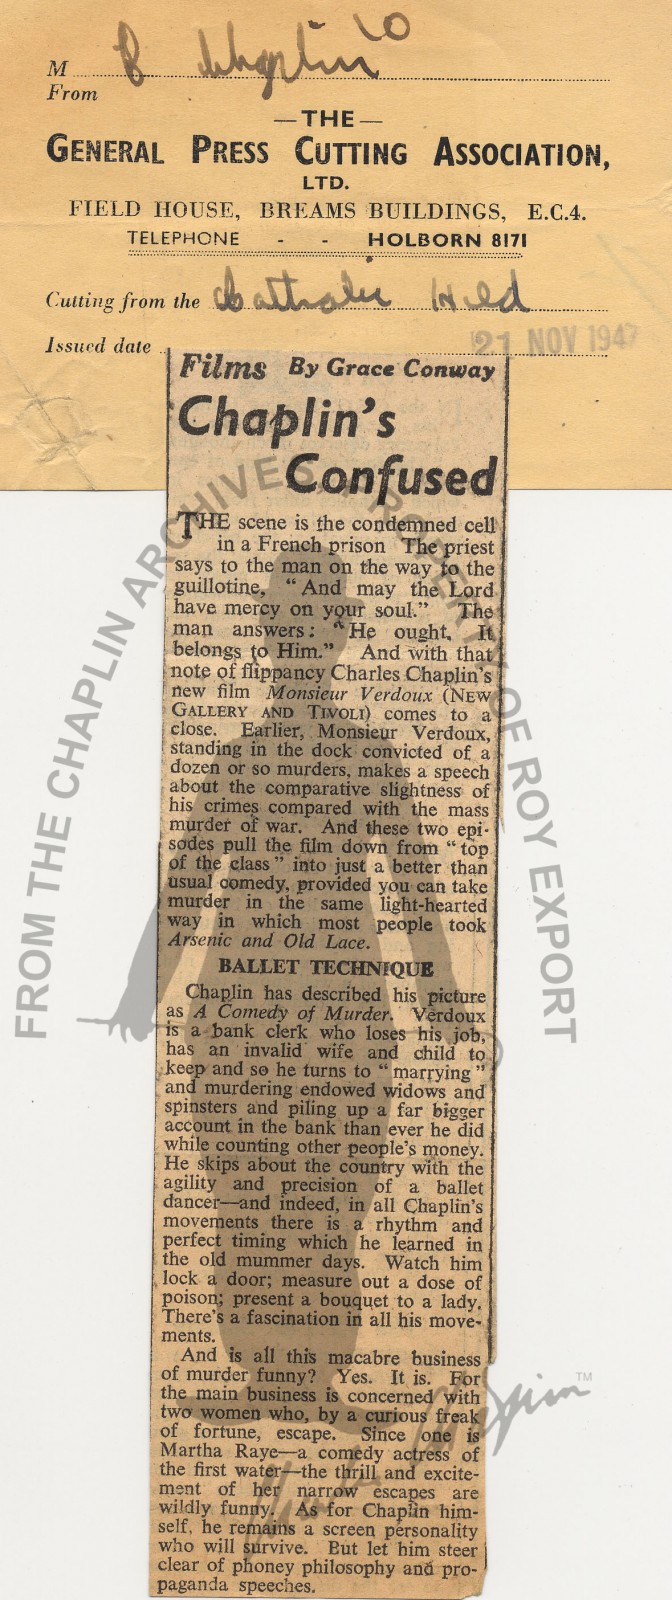 M
From
—THE—
GENERAL PRESS CUTTING ASSOCIATION,
LTD.
FIELD HOUSE, BREAMS BUILDINGS, E.C.4.
TELEPHONE - - HOLBORN 8171
Cutting from the
Issued date 21 NOV 1947
Films By Grace Conway
Chaplin's
Confused
THE scene is the condemned cell
in a French prison The priest
says to the man on the way to the
guillotine, "And may the Lord
have mercy on your soul." The
man answers: "He ought. It
belongs to Him." And with that
note of flippancy Charles Chaplin's
new film Monsieur Verdoux (NEW
GALLERY AND TIVOLI) comes to a
close. Earlier, Monsieur Verdoux,
standing in the dock convicted of a
dozen or so murders, makes a speech
about the comparative slightness of
his crimes compared with the mass
murder of war. And these two epi-
sodes pull the film down from "top
of the class" into just a better than
usual comedy, provided you can take
murder in the same light-hearted
way in which most people took
Arsenic and Old Lace.
BALLET TECHNIQUE
Chaplin has described his picture
as A Comedy of Murder. Verdoux
is a bank clerk who loses his job,
has an invalid wife and child to
keep and so he turns to "marrying"
and murdering endowed widows and
spinsters and piling up a far bigger
account in the bank than ever he did
while counting other people's money.
He skips about the country with the
agility and precision of a ballet
dancer—and indeed, in all Chaplin's
movements there is a rhythm and
perfect timing which he learned in
the old mummer days. Watch him
lock a door; measure out a dose of
poison; present a bouquet to a lady.
There's a fascination in all his move-
ments.
And is all this macabre business
of murder funny? Yes. It is. For
the main business is concerned with
two women who, by a curious freak
of fortune, escape. Since one is
Martha Raye—a comedy actress of
the first water—the thrill and excite-
ment of her narrow escapes are
wildly funny. As for Chaplin him-
self, he remains a screen personality
who will survive. But let him steer
clear of phoney philosophy and pro-
paganda speeches.
FROM THE CHAPLIN ARCHIVES, PROPERTY OF ROY EXPORT
TM